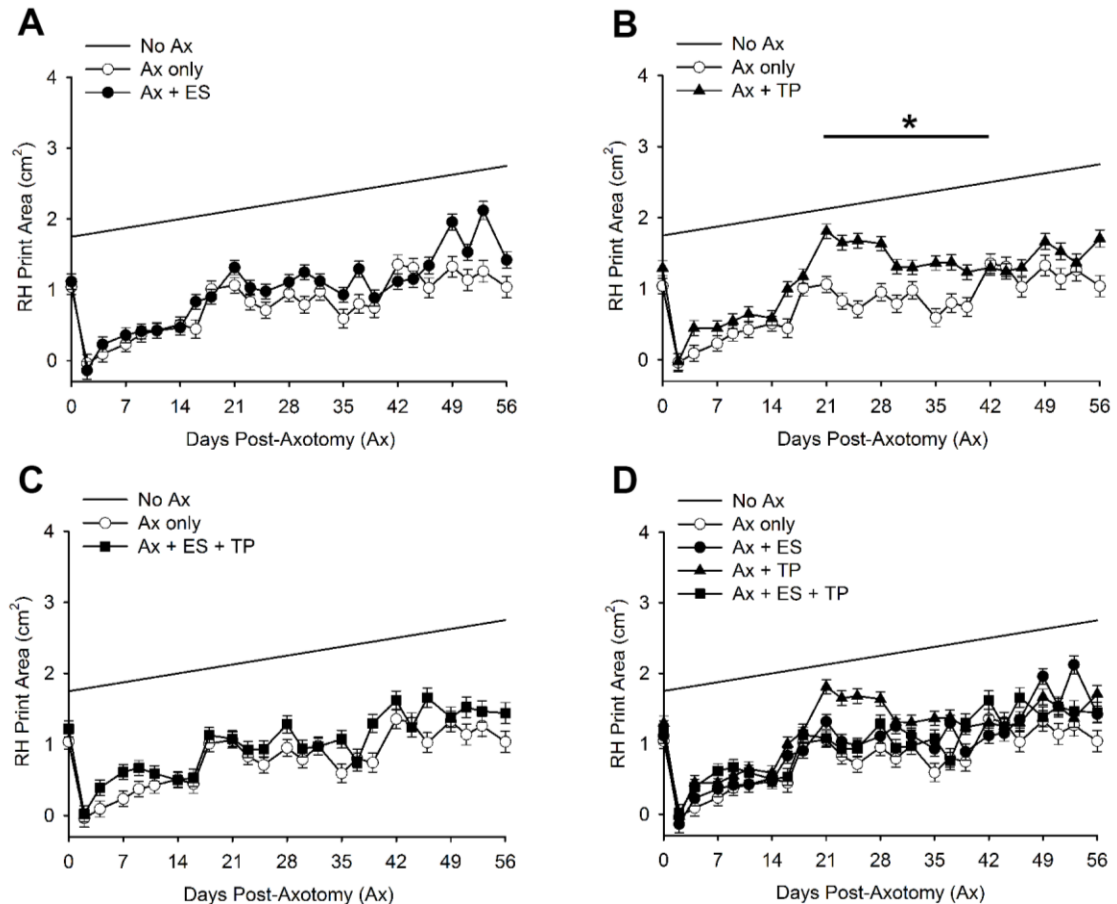 A
No Ax
Ax only
Ax + ES
RH Print Area (cm²)
4
3
2
1
0
0 7 14 21 28 35 42 49 56
Days Post-Axotomy (Ax)
B
No Ax
Ax only
Ax + TP
*
RH Print Area (cm²)
4
3
2
1
0
0 7 14 21 28 35 42 49 56
Days Post-Axotomy (Ax)
C
No Ax
Ax only
Ax + ES + TP
RH Print Area (cm²)
4
3
2
1
0
0 7 14 21 28 35 42 49 56
Days Post-Axotomy (Ax)
D
No Ax
Ax only
Ax + ES
Ax + TP
Ax + ES + TP
RH Print Area (cm²)
4
3
2
1
0
0 7 14 21 28 35 42 49 56
Days Post-Axotomy (Ax)